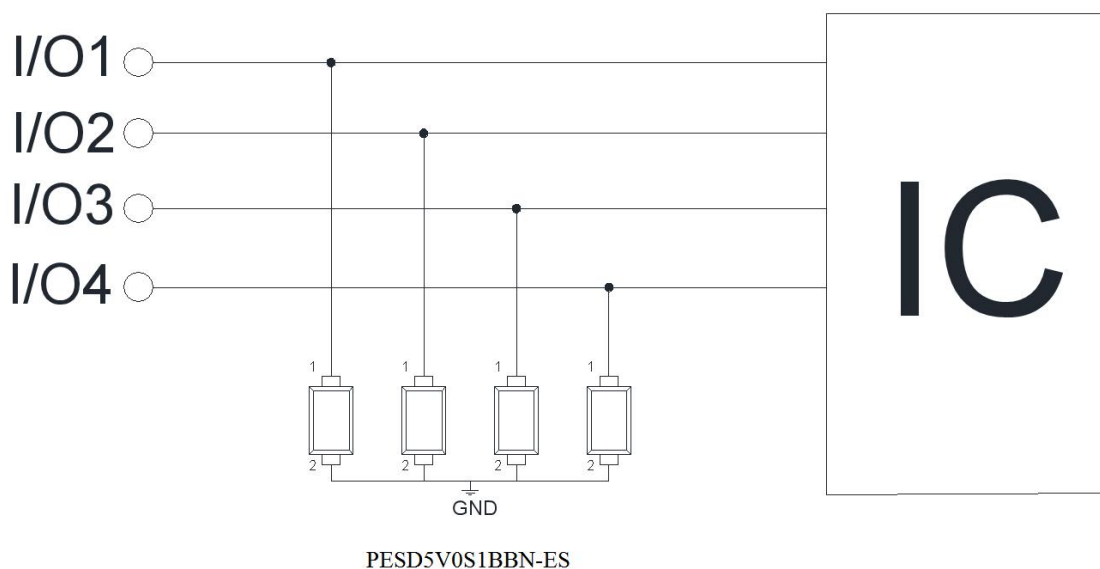 I/O1
I/O2
I/O3
I/O4
IC
1 1 1 1
2 2 2 2
GND
PESD5V0S1BBN-ES